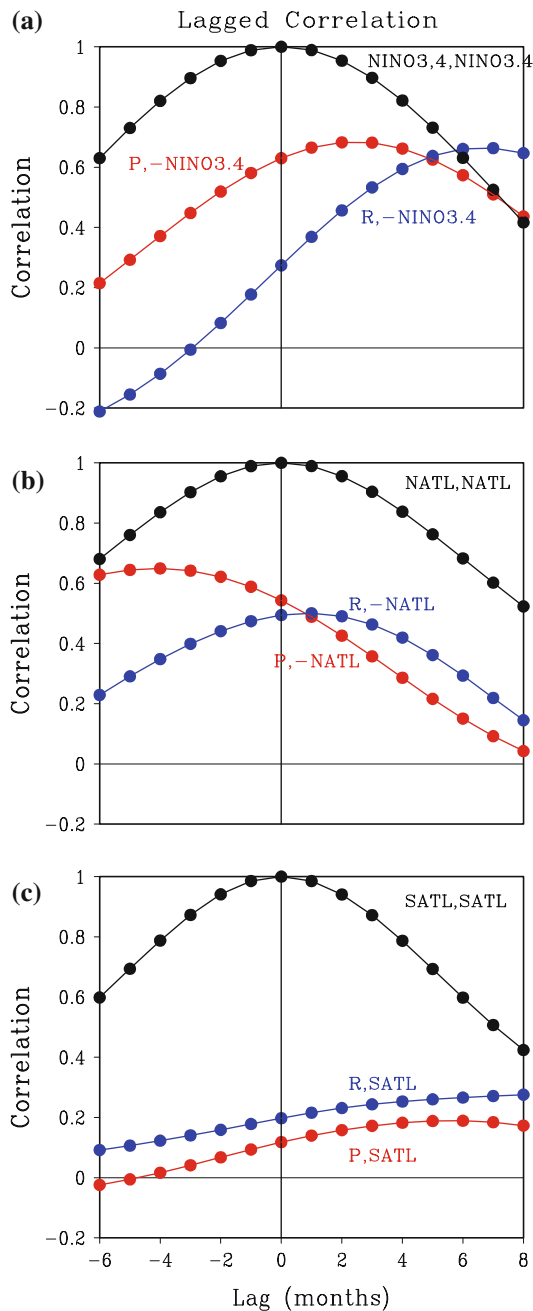 (a)
Lagged Correlation
1
0.8
0.6
0.4
0.2
0
−0.2
Correlation
NINO3,4,NINO3.4
P,−NINO3.4
R,−NINO3.4
(b)
1
0.8
0.6
0.4
0.2
0
−0.2
Correlation
NATL,NATL
R,−NATL
P,−NATL
(c)
1
0.8
0.6
0.4
0.2
0
−0.2
Correlation
SATL,SATL
R,SATL
P,SATL
−6 −4 −2 0 2 4 6 8
Lag (months)